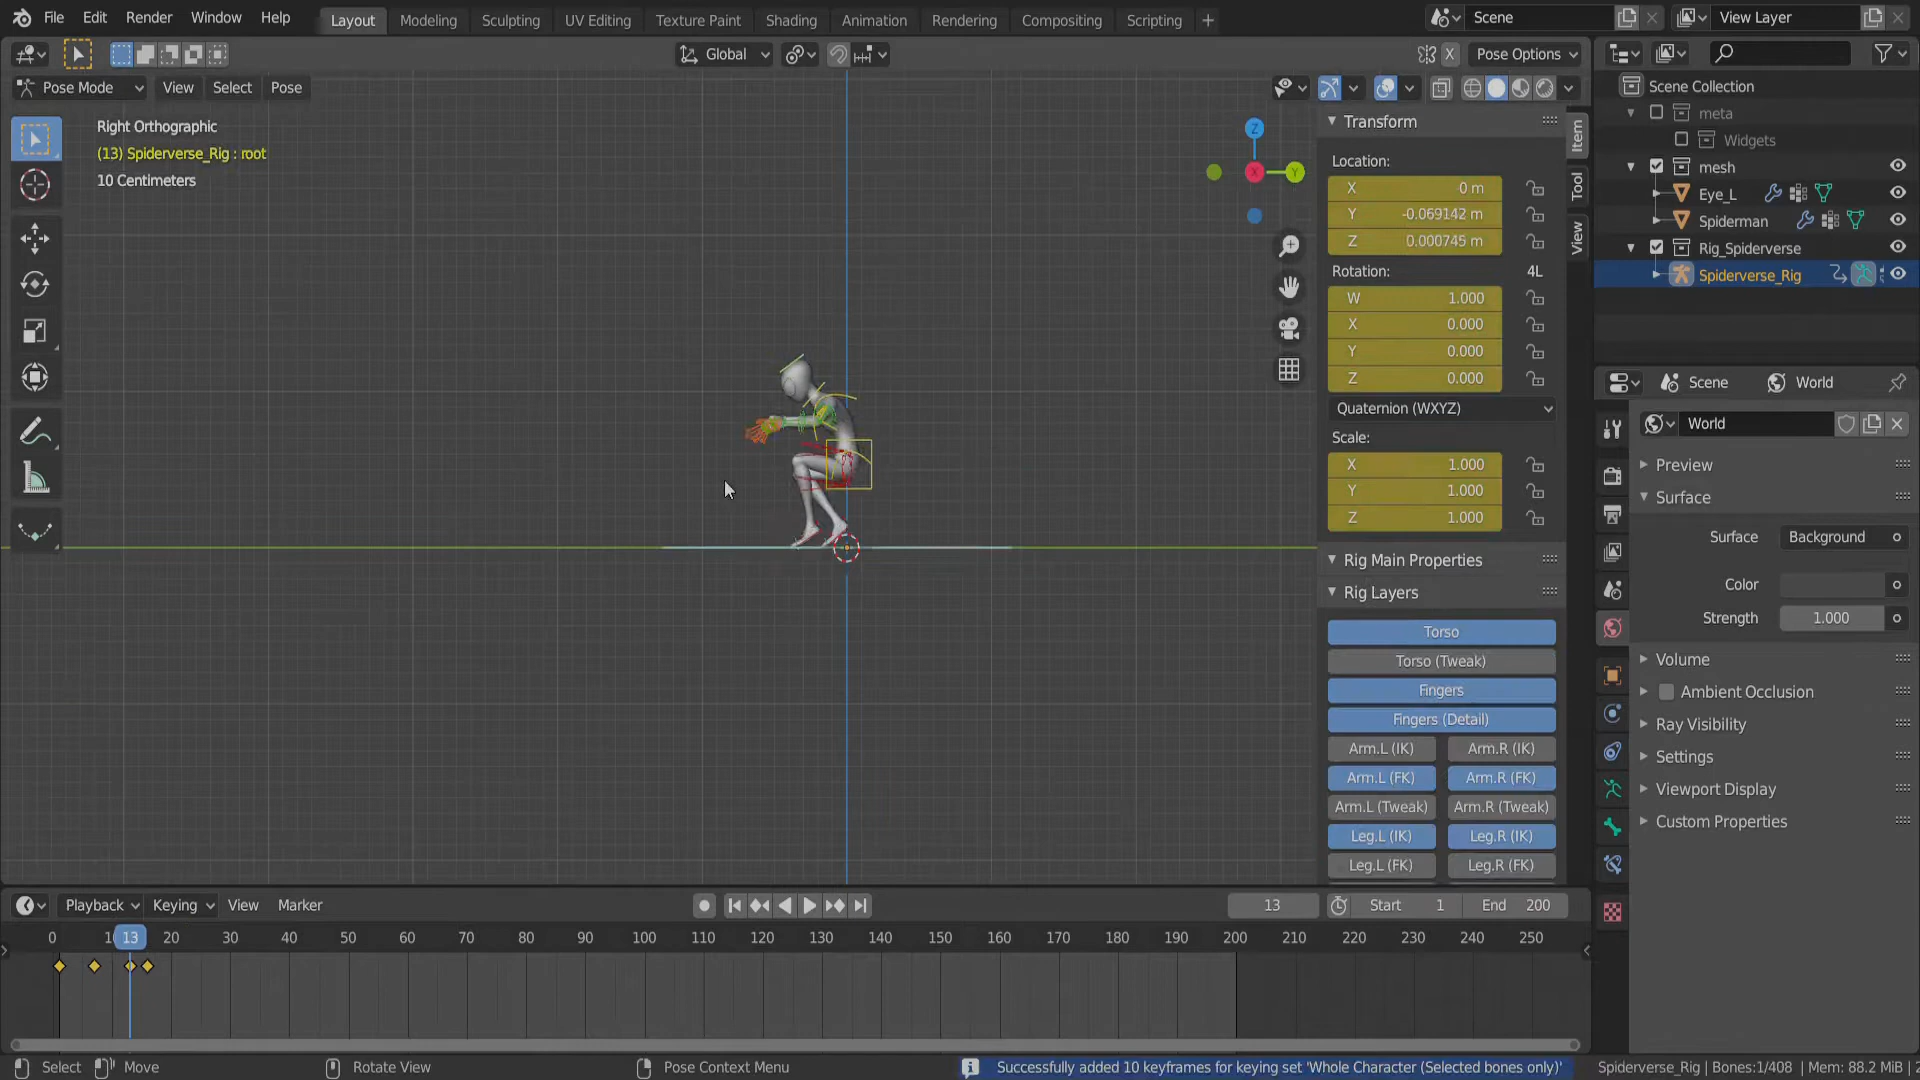 File Edit Render Window Help Layout Modeling Sculpting UV Editing Texture Paint Shading Animation Rendering Compositing Scripting + Scene View Layer
Global X Pose Options
Pose Mode View Select Pose
Right Orthographic
(13) Spiderverse_Rig : root
10 Centimeters
Z
X
Y
Transform
Location:
X 0 m
Y -0.069142 m
Z 0.000745 m
Rotation: 4L
W 1.000
X 0.000
Y 0.000
Z 0.000
Quaternion (WXYZ)
Scale:
X 1.000
Y 1.000
Z 1.000
Rig Main Properties
Rig Layers
Torso
Torso (Tweak)
Fingers
Fingers (Detail)
Arm.L (IK) Arm.R (IK)
Arm.L (FK) Arm.R (FK)
Arm.L (Tweak) Arm.R (Tweak)
Leg.L (IK) Leg.R (IK)
Leg.L (FK) Leg.R (FK)
Item
Tool
View
Scene Collection
meta
Widgets
mesh
Eye_L
Spiderman
Rig_Spiderverse
Spiderverse_Rig
Scene World
World
Preview
Surface
Surface Background
Color
Strength 1.000
Volume
Ambient Occlusion
Ray Visibility
Settings
Viewport Display
Custom Properties
Playback Keying View Marker 13 Start 1 End 200
0 1 13 20 30 40 50 60 70 80 90 100 110 120 130 140 150 160 170 180 190 200 210 220 230 240 250
Select Move Rotate View Pose Context Menu Successfully added 10 keyframes for keying set 'Whole Character (Selected bones only)' Spiderverse_Rig | Bones:1/408 | Mem: 88.2 MiB | 2